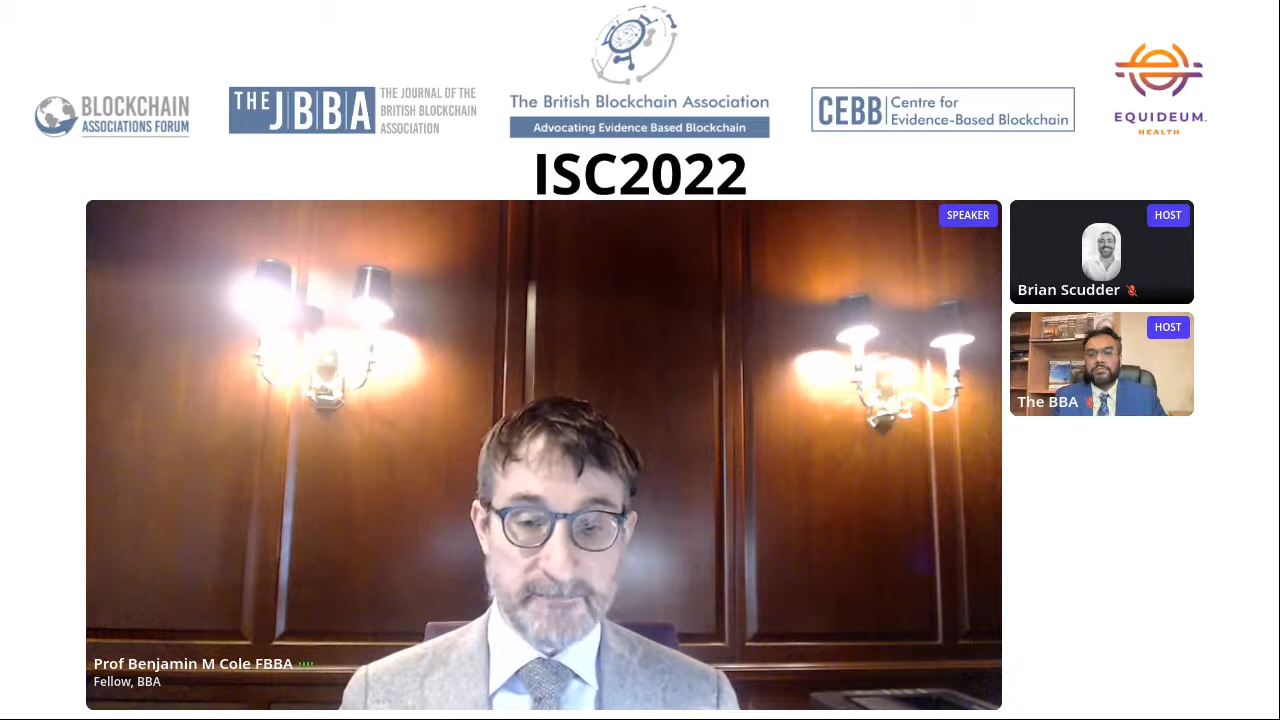 BLOCKCHAIN
ASSOCIATIONS FORUM
THE JBBA
THE JOURNAL OF THE
BRITISH BLOCKCHAIN
ASSOCIATION
The British Blockchain Association
Advocating Evidence Based Blockchain
CEBB
Centre for
Evidence-Based Blockchain
EQUIDEUM
HEALTH
ISC2022
SPEAKER
HOST
Brian Scudder
HOST
The BBA
Prof Benjamin M Cole FBBA
Fellow, BBA